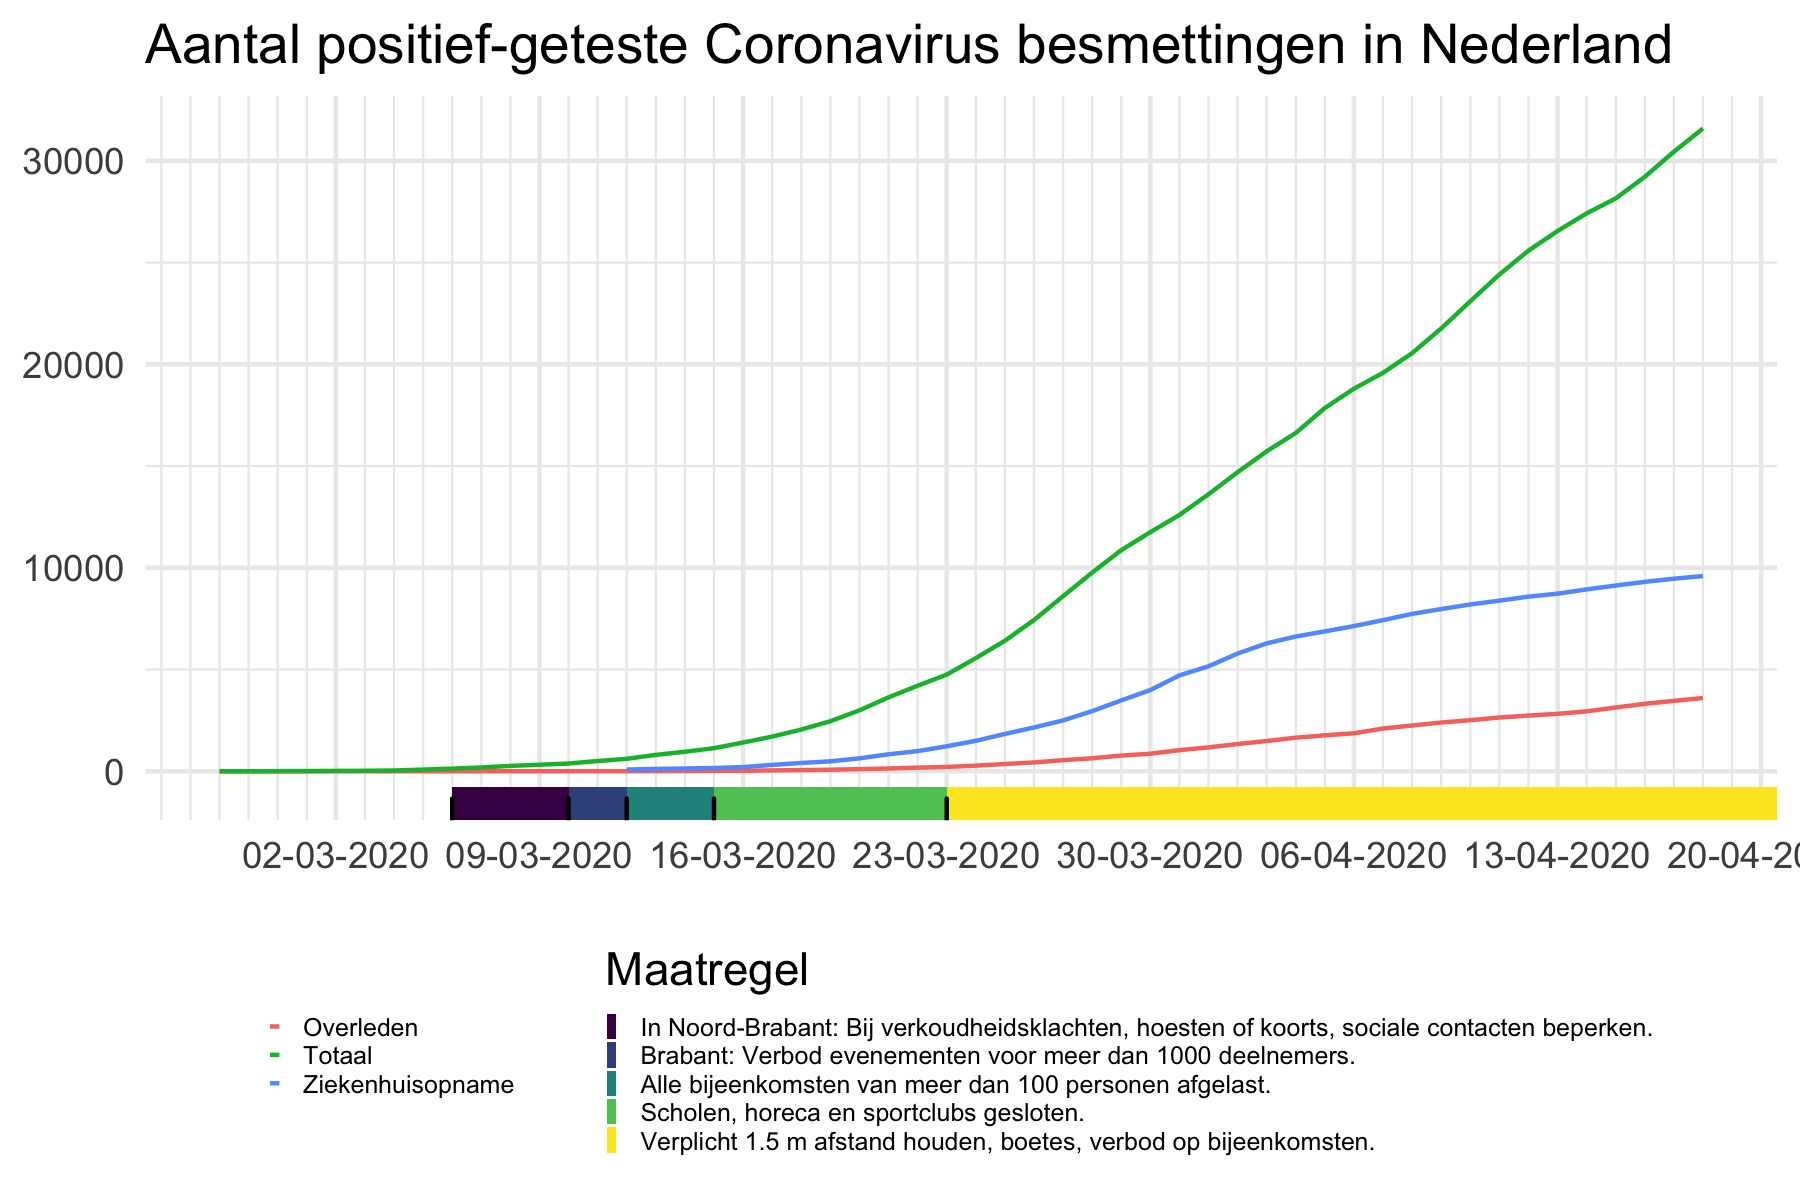 Aantal positief-geteste Coronavirus besmettingen in Nederland
30000
20000
10000
0
02-03-2020 09-03-2020 16-03-2020 23-03-2020 30-03-2020 06-04-2020 13-04-2020 20-04-20
Maatregel
Overleden
Totaal
Ziekenhuisopname
In Noord-Brabant: Bij verkoudheidsklachten, hoesten of koorts, sociale contacten beperken.
Brabant: Verbod evenementen voor meer dan 1000 deelnemers.
Alle bijeenkomsten van meer dan 100 personen afgelast.
Scholen, horeca en sportclubs gesloten.
Verplicht 1.5 m afstand houden, boetes, verbod op bijeenkomsten.